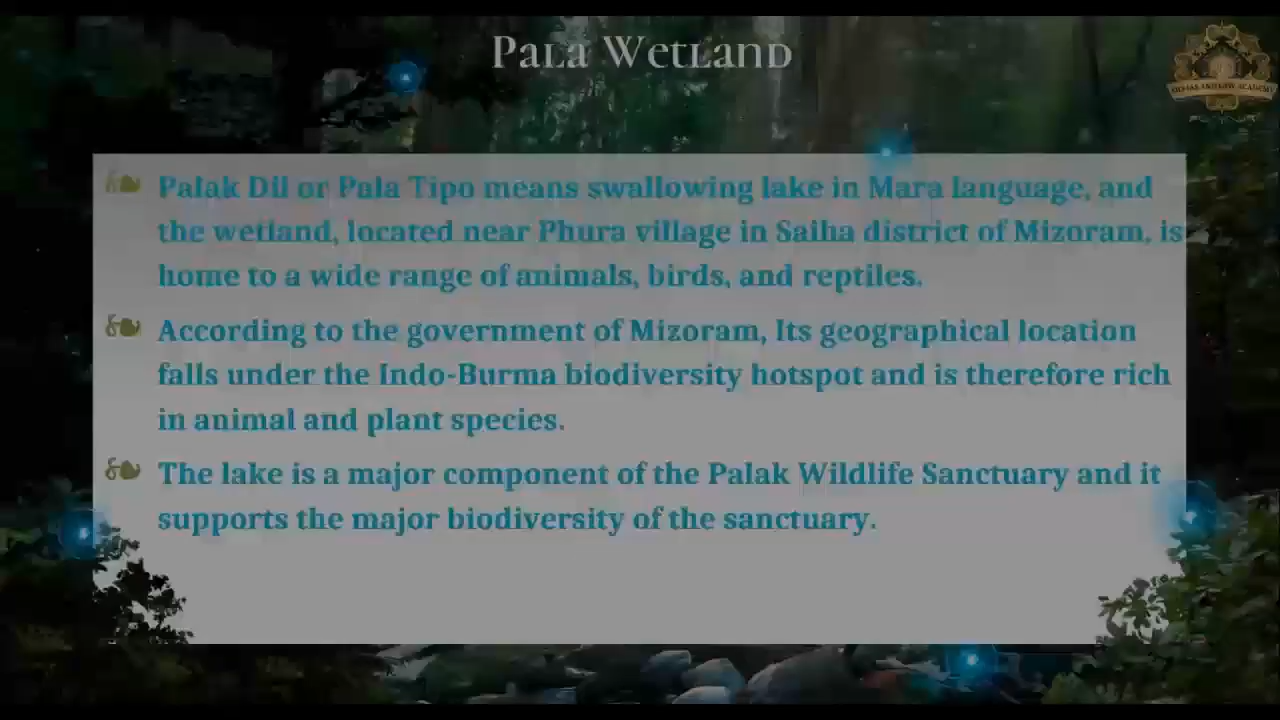 Pala Wetland
Palak Dil or Pala Tipo means swallowing lake in Mara language, and
the wetland, located near Phura village in Saiha district of Mizoram, is
home to a wide range of animals, birds, and reptiles.
According to the government of Mizoram, Its geographical location
falls under the Indo-Burma biodiversity hotspot and is therefore rich
in animal and plant species.
The lake is a major component of the Palak Wildlife Sanctuary and it
supports the major biodiversity of the sanctuary.